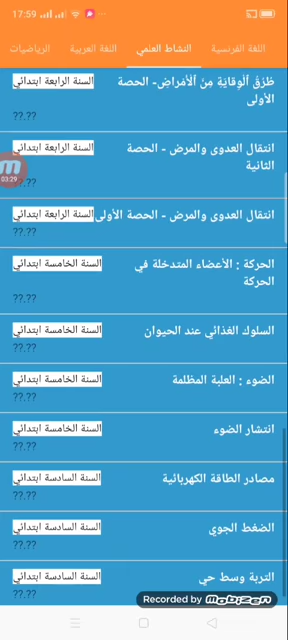 17:59
اللغة الفرنسية
النشاط العلمي
اللغة العربية
الرياضيات
طُرُقُ اَلْوِقَايَةِ مِنَ اَلْأَمْرَاضِ- الحصة
الأولى
السنة الرابعة ابتدائي
??.??
انتقال العدوى والمرض - الحصة
الثانية
السنة الرابعة ابتدائي
??.??
03:29
انتقال العدوى والمرض - الحصة الأولى
السنة الرابعة ابتدائي
??.??
الحركة : الأعضاء المتدخلة في
الحركة
السنة الخامسة ابتدائي
??.??
السلوك الغذائي عند الحيوان
السنة الخامسة ابتدائي
??.??
الضوء : العلبة المظلمة
السنة الخامسة ابتدائي
??.??
انتشار الضوء
السنة الخامسة ابتدائي
??.??
مصادر الطاقة الكهربائية
السنة السادسة ابتدائي
??.??
الضغط الجوي
السنة السادسة ابتدائي
??.??
التربة وسط حي
السنة السادسة ابتدائي
??.??
Recorded by mobizen